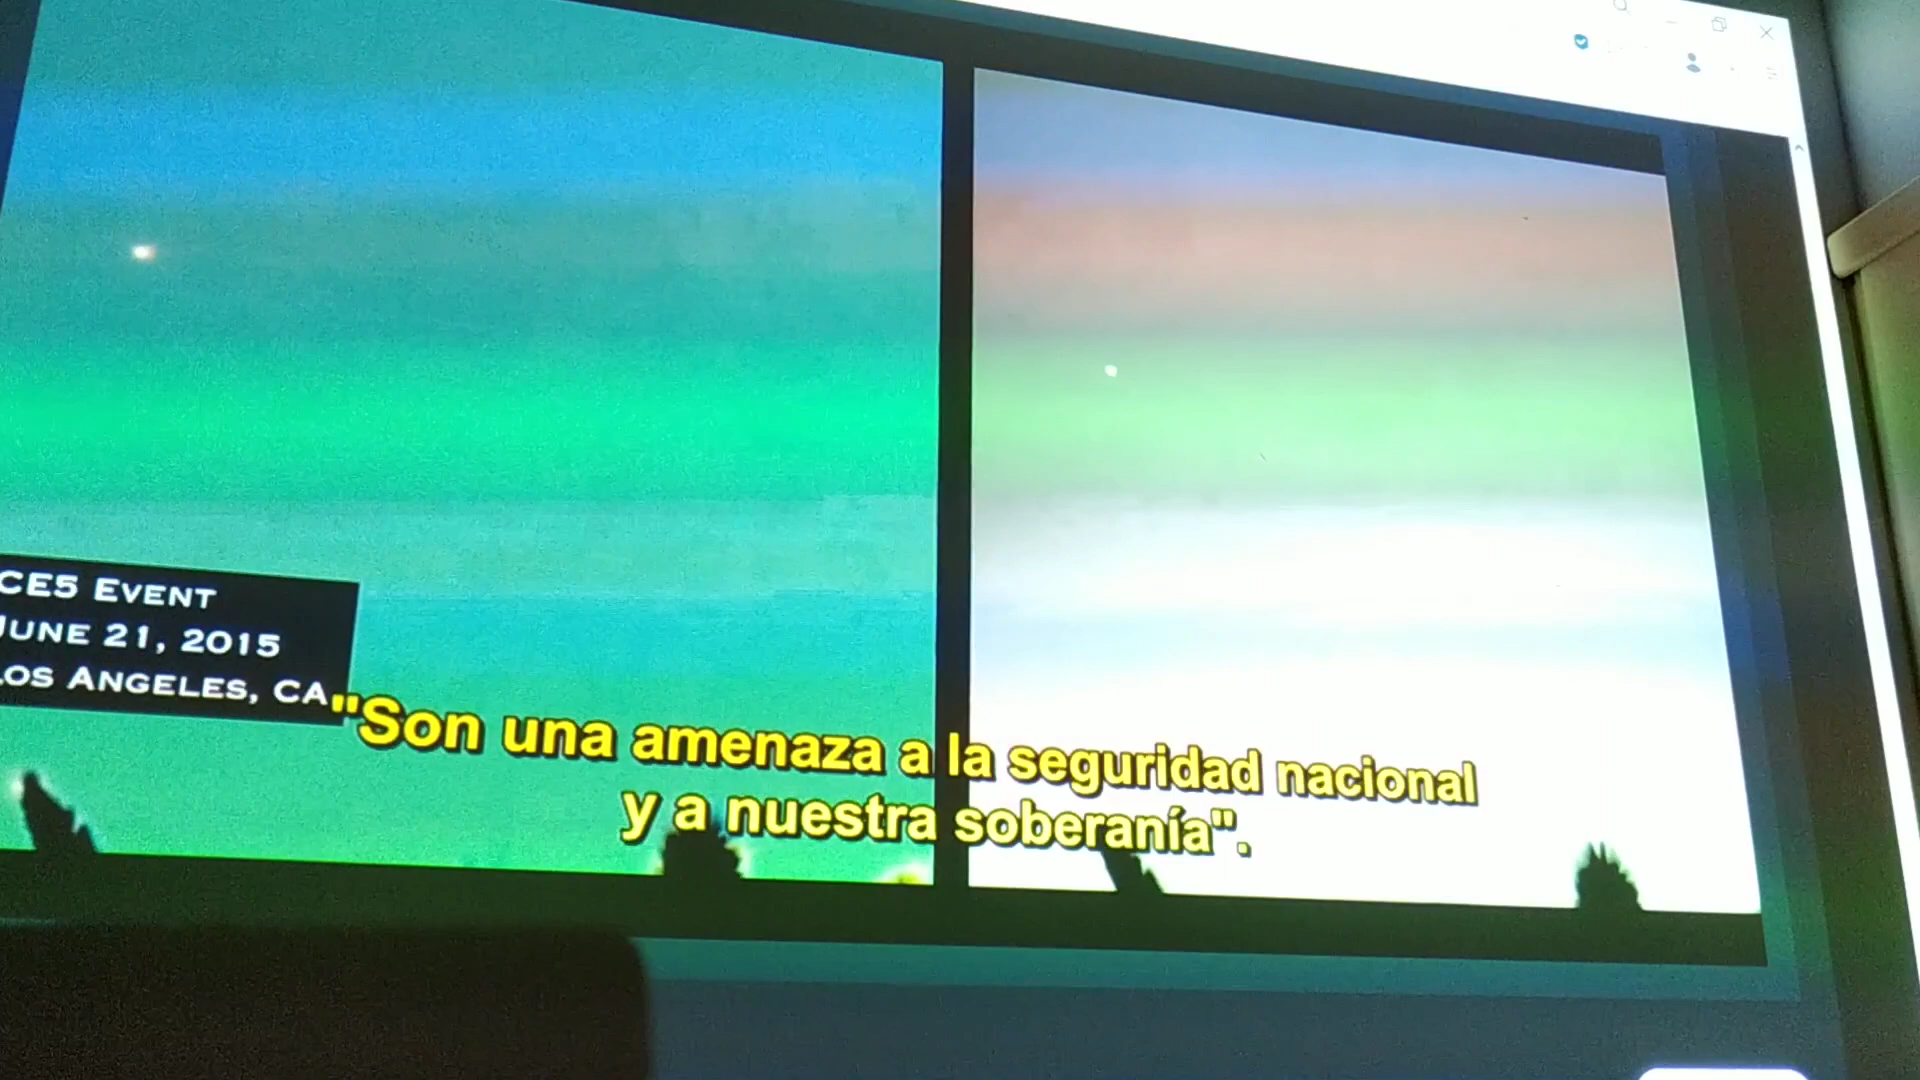 CE5 EVENT
JUNE 21, 2015
LOS ANGELES, CA
"Son una amenaza a la seguridad nacional
y a nuestra soberanía".